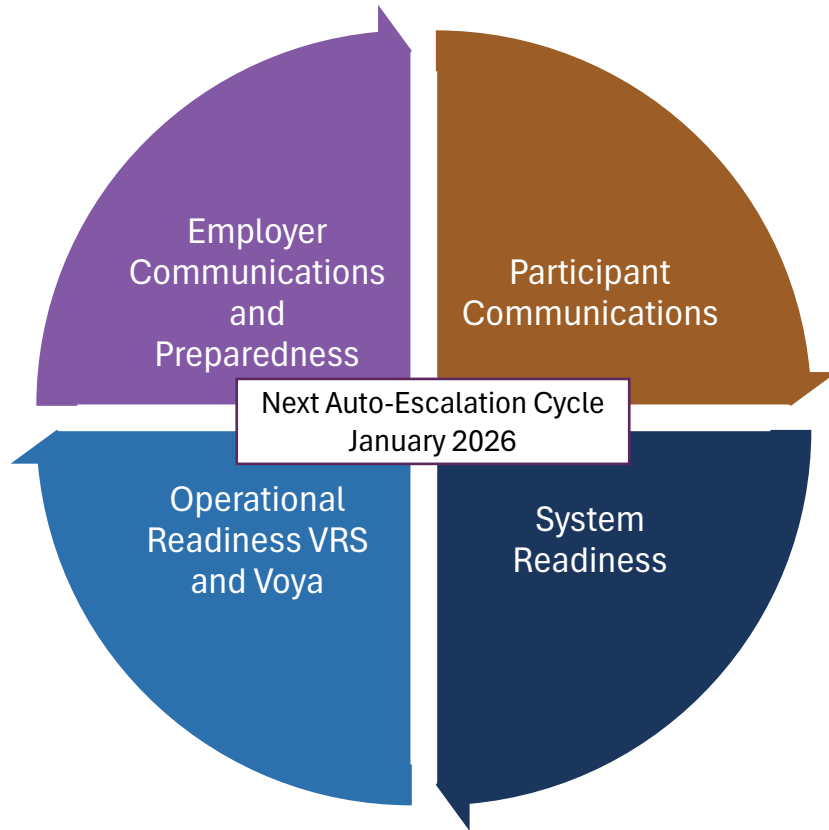 Employer
Communications
and
Preparedness
Participant
Communications
Next Auto-Escalation Cycle
January 2026
Operational
Readiness VRS
and Voya
System
Readiness